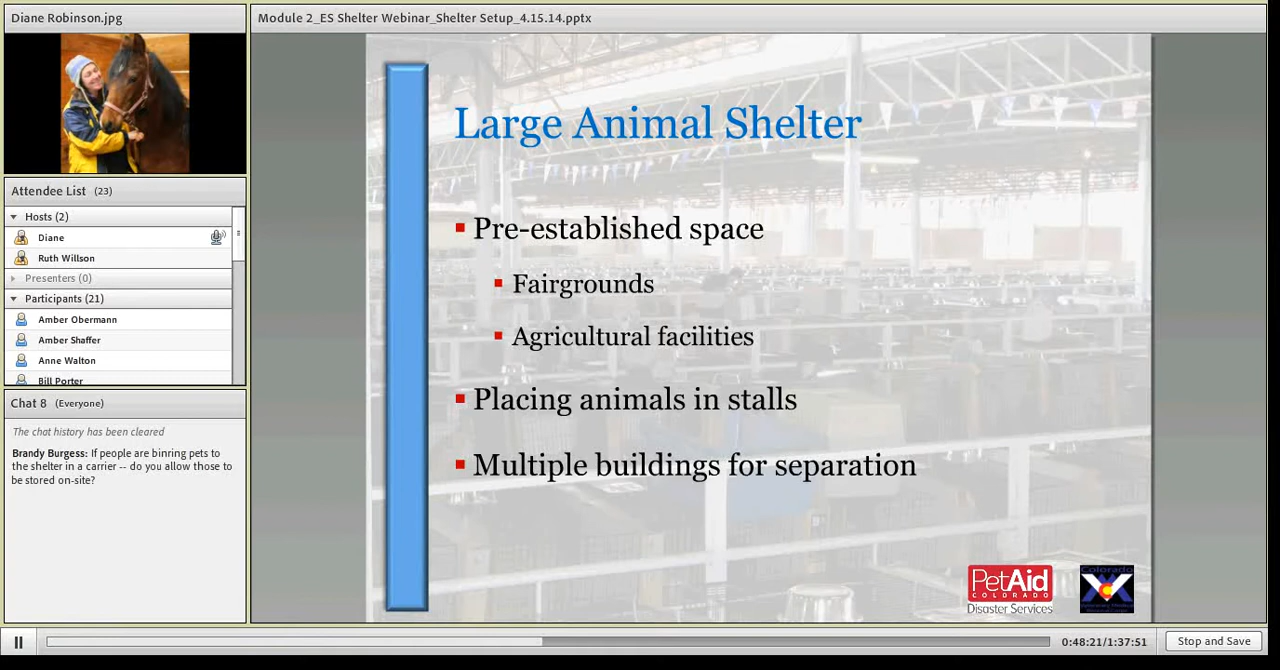 Diane Robinson.jpg
Module 2_ES Shelter Webinar_Shelter Setup_4.15.14.pptx
Attendee List (23)
Hosts (2)
Diane
Ruth Willson
Presenters (0)
Participants (21)
Amber Obermann
Amber Shaffer
Anne Walton
Bill Porter
Chat 8 (Everyone)
The chat history has been cleared
Brandy Burgess: If people are binring pets to
the shelter in a carrier -- do you allow those to
be stored on-site?
Large Animal Shelter
Pre-established space
Fairgrounds
Agricultural facilities
Placing animals in stalls
Multiple buildings for separation
PetAid
COLORADO
Disaster Services
Colorado
0:48:21/1:37:51
Stop and Save